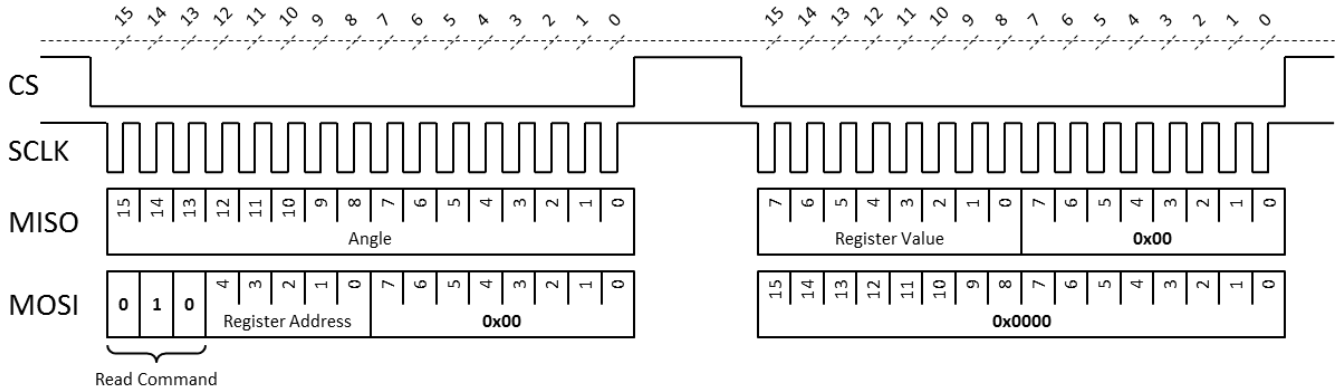 15 14 13 12 11 10 9 8 7 6 5 4 3 2 1 0 15 14 13 12 11 10 9 8 7 6 5 4 3 2 1 0
CS
SCLK
MISO 15 14 13 12 11 10 9 8 7 6 5 4 3 2 1 0 7 6 5 4 3 2 1 0 7 6 5 4 3 2 1 0
Angle Register Value 0x00
MOSI 0 1 0 4 3 2 1 0 7 6 5 4 3 2 1 0 15 14 13 12 11 10 9 8 7 6 5 4 3 2 1 0
Register Address 0x00 0x0000
Read Command